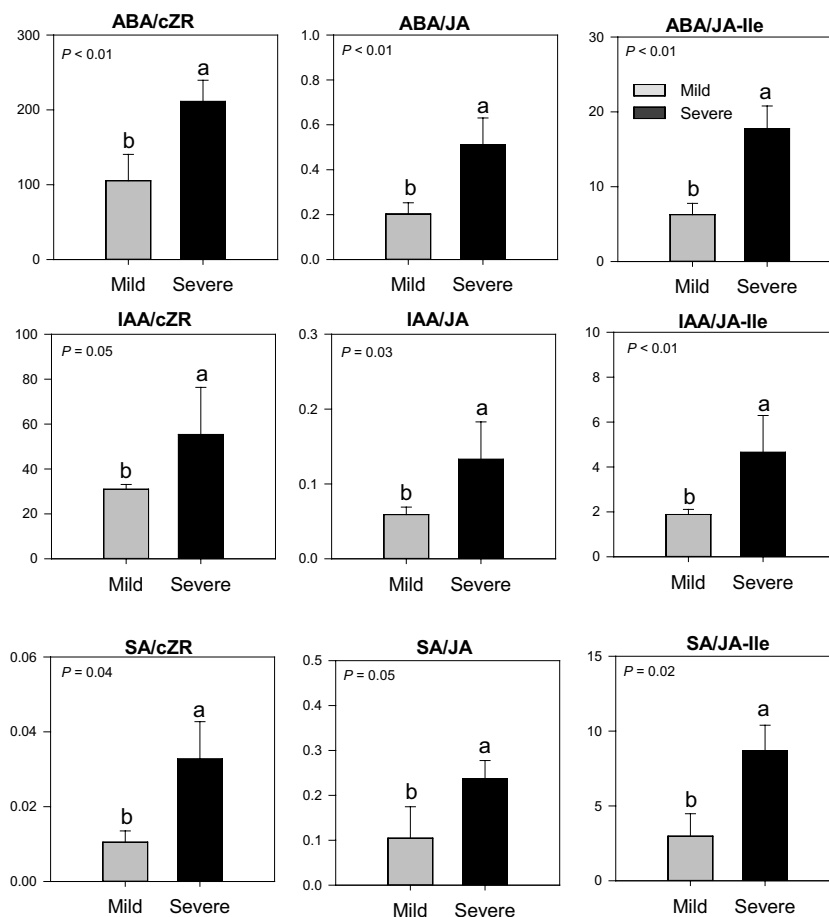 ABA/cZR
P < 0.01
300
200
100
0
b
a
Mild
Severe
ABA/JA
P < 0.01
1.0
0.8
0.6
0.4
0.2
0.0
b
a
Mild
Severe
ABA/JA-Ile
P < 0.01
Mild
Severe
30
20
10
0
b
a
Mild
Severe
IAA/cZR
P = 0.05
100
80
60
40
20
0
b
a
Mild
Severe
IAA/JA
P = 0.03
0.3
0.2
0.1
0.0
b
a
Mild
Severe
IAA/JA-Ile
P < 0.01
10
8
6
4
2
0
b
a
Mild
Severe
SA/cZR
P = 0.04
0.06
0.04
0.02
0.00
b
a
Mild
Severe
SA/JA
P = 0.05
0.5
0.4
0.3
0.2
0.1
0.0
b
a
Mild
Severe
SA/JA-Ile
P = 0.02
15
10
5
0
b
a
Mild
Severe